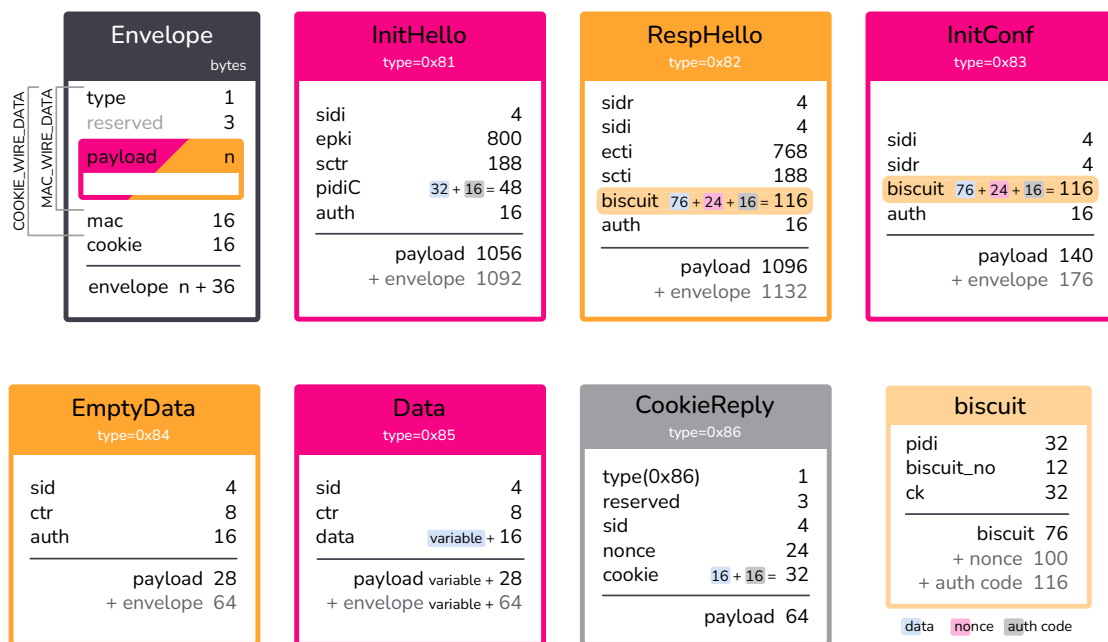 Envelope
bytes
COOKIE_WIRE_DATA
MAC_WIRE_DATA
type 1
reserved 3
payload n
mac 16
cookie 16
envelope n + 36
InitHello
type=0x81
sidi 4
epki 800
sctr 188
pidiC 32 + 16 = 48
auth 16
payload 1056
+ envelope 1092
RespHello
type=0x82
sidr 4
sidi 4
ecti 768
scti 188
biscuit 76 + 24 + 16 = 116
auth 16
payload 1096
+ envelope 1132
InitConf
type=0x83
sidi 4
sidr 4
biscuit 76 + 24 + 16 = 116
auth 16
payload 140
+ envelope 176
EmptyData
type=0x84
sid 4
ctr 8
auth 16
payload 28
+ envelope 64
Data
type=0x85
sid 4
ctr 8
data variable + 16
payload variable + 28
+ envelope variable + 64
CookieReply
type=0x86
type(0x86) 1
reserved 3
sid 4
nonce 24
cookie 16 + 16 = 32
payload 64
biscuit
pidi 32
biscuit_no 12
ck 32
biscuit 76
+ nonce 100
+ auth code 116
data nonce auth code